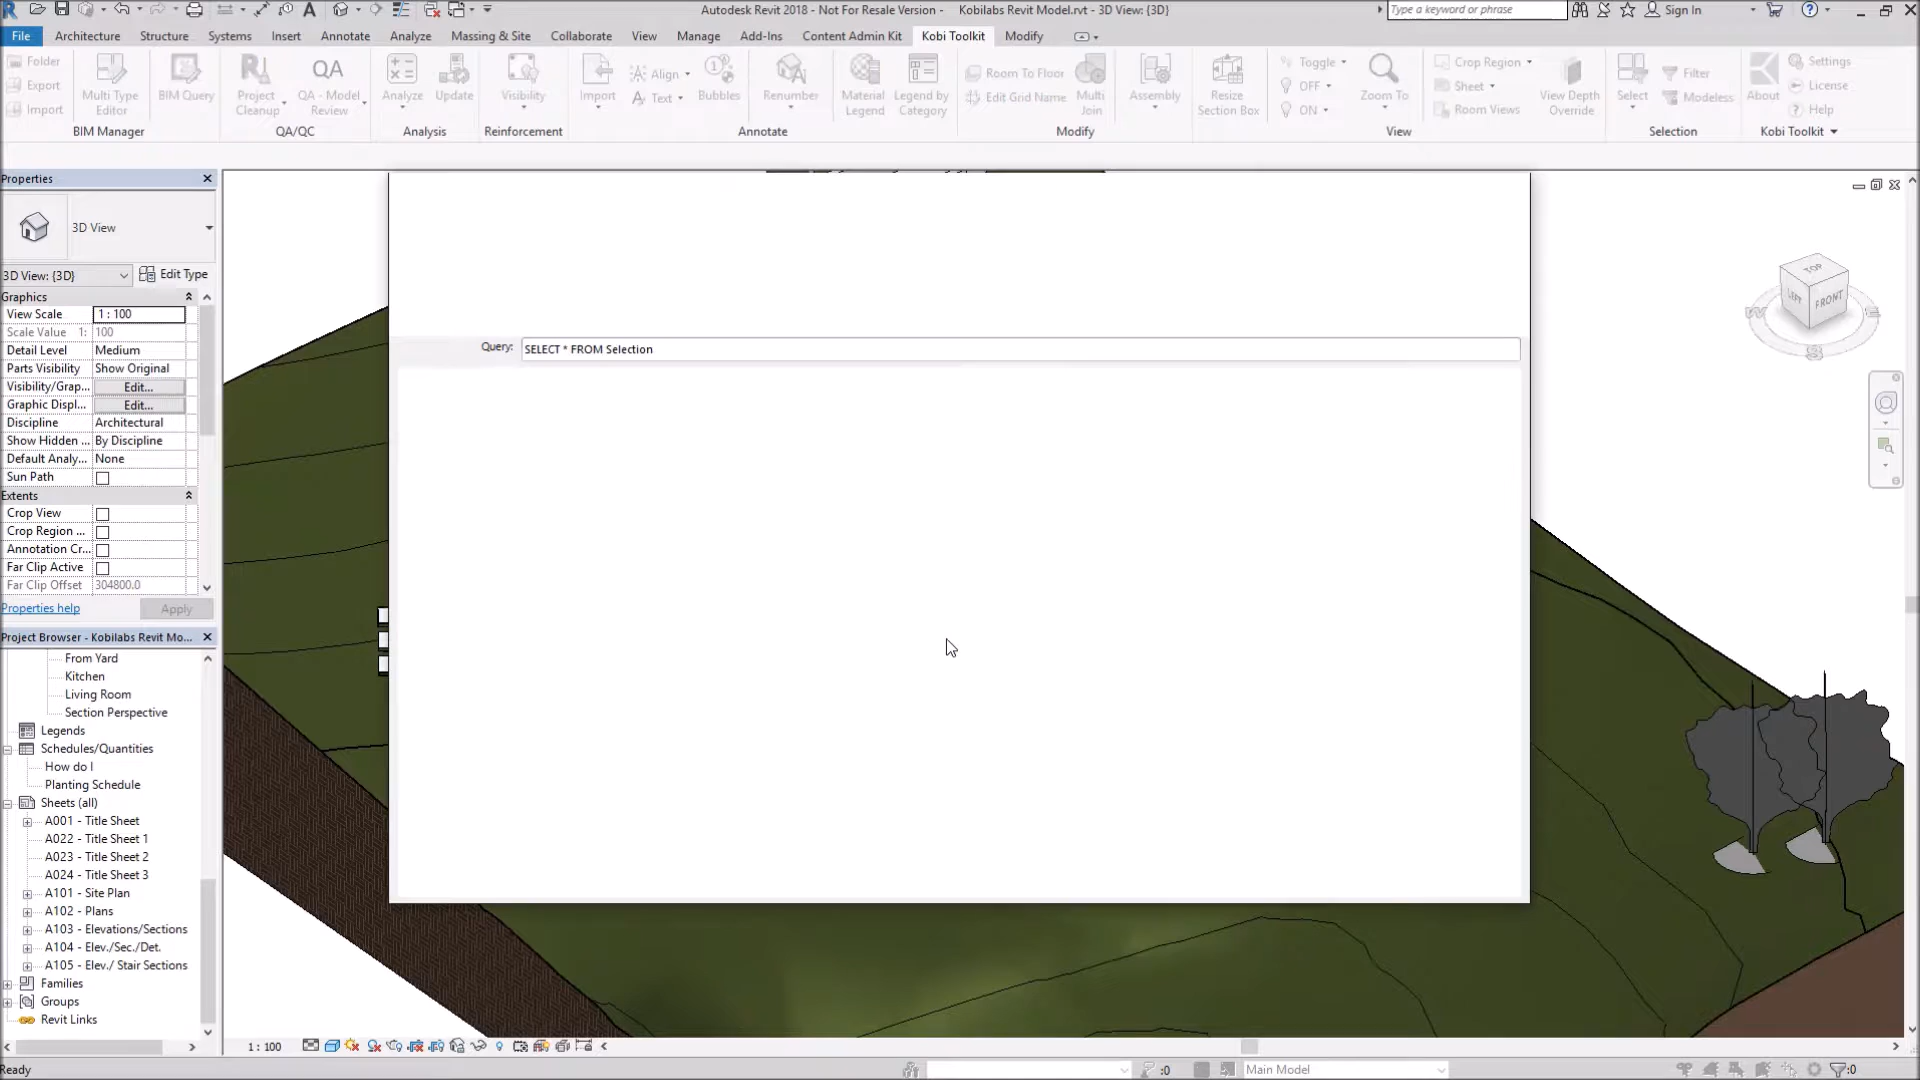 Autodesk Revit 2018 - Not For Resale Version - Kobilabs Revit Model.rvt - 3D View: {3D}
Type a keyword or phrase
Sign In
File Architecture Structure Systems Insert Annotate Analyze Massing & Site Collaborate View Manage Add-Ins Content Admin Kit Kobi Toolkit Modify
Folder
Export
Import
Multi Type Editor
BIM Query
Project Cleanup
QA - Model Review
Analyze
Update
Visibility
Import
Align
Text
Bubbles
Renumber
Material Legend
Legend by Category
Room To Floor
Edit Grid Name
Multi Join
Assembly
Resize Section Box
Toggle
OFF
ON
Zoom To
Crop Region
Sheet
Room Views
View Depth Override
Select
Filter
Modeless
About
Settings
License
Help
BIM Manager QA/QC Analysis Reinforcement Annotate Modify View Selection Kobi Toolkit
Properties
3D View
3D View: {3D} Edit Type
Graphics
View Scale 1 : 100
Scale Value 1: 100
Detail Level Medium
Parts Visibility Show Original
Visibility/Grap... Edit...
Graphic Displ... Edit...
Discipline Architectural
Show Hidden ... By Discipline
Default Analy... None
Sun Path
Extents
Crop View
Crop Region ...
Annotation Cr...
Far Clip Active
Far Clip Offset 304800.0
Properties help Apply
Project Browser - Kobilabs Revit Mo...
From Yard
Kitchen
Living Room
Section Perspective
Legends
Schedules/Quantities
How do I
Planting Schedule
Sheets (all)
A001 - Title Sheet
A022 - Title Sheet 1
A023 - Title Sheet 2
A024 - Title Sheet 3
A101 - Site Plan
A102 - Plans
A103 - Elevations/Sections
A104 - Elev./Sec./Det.
A105 - Elev./ Stair Sections
Families
Groups
Revit Links
Query: SELECT * FROM Selection
TOP
LEFT
FRONT
W
S
E
1 : 100
Ready
:0
Main Model
:0